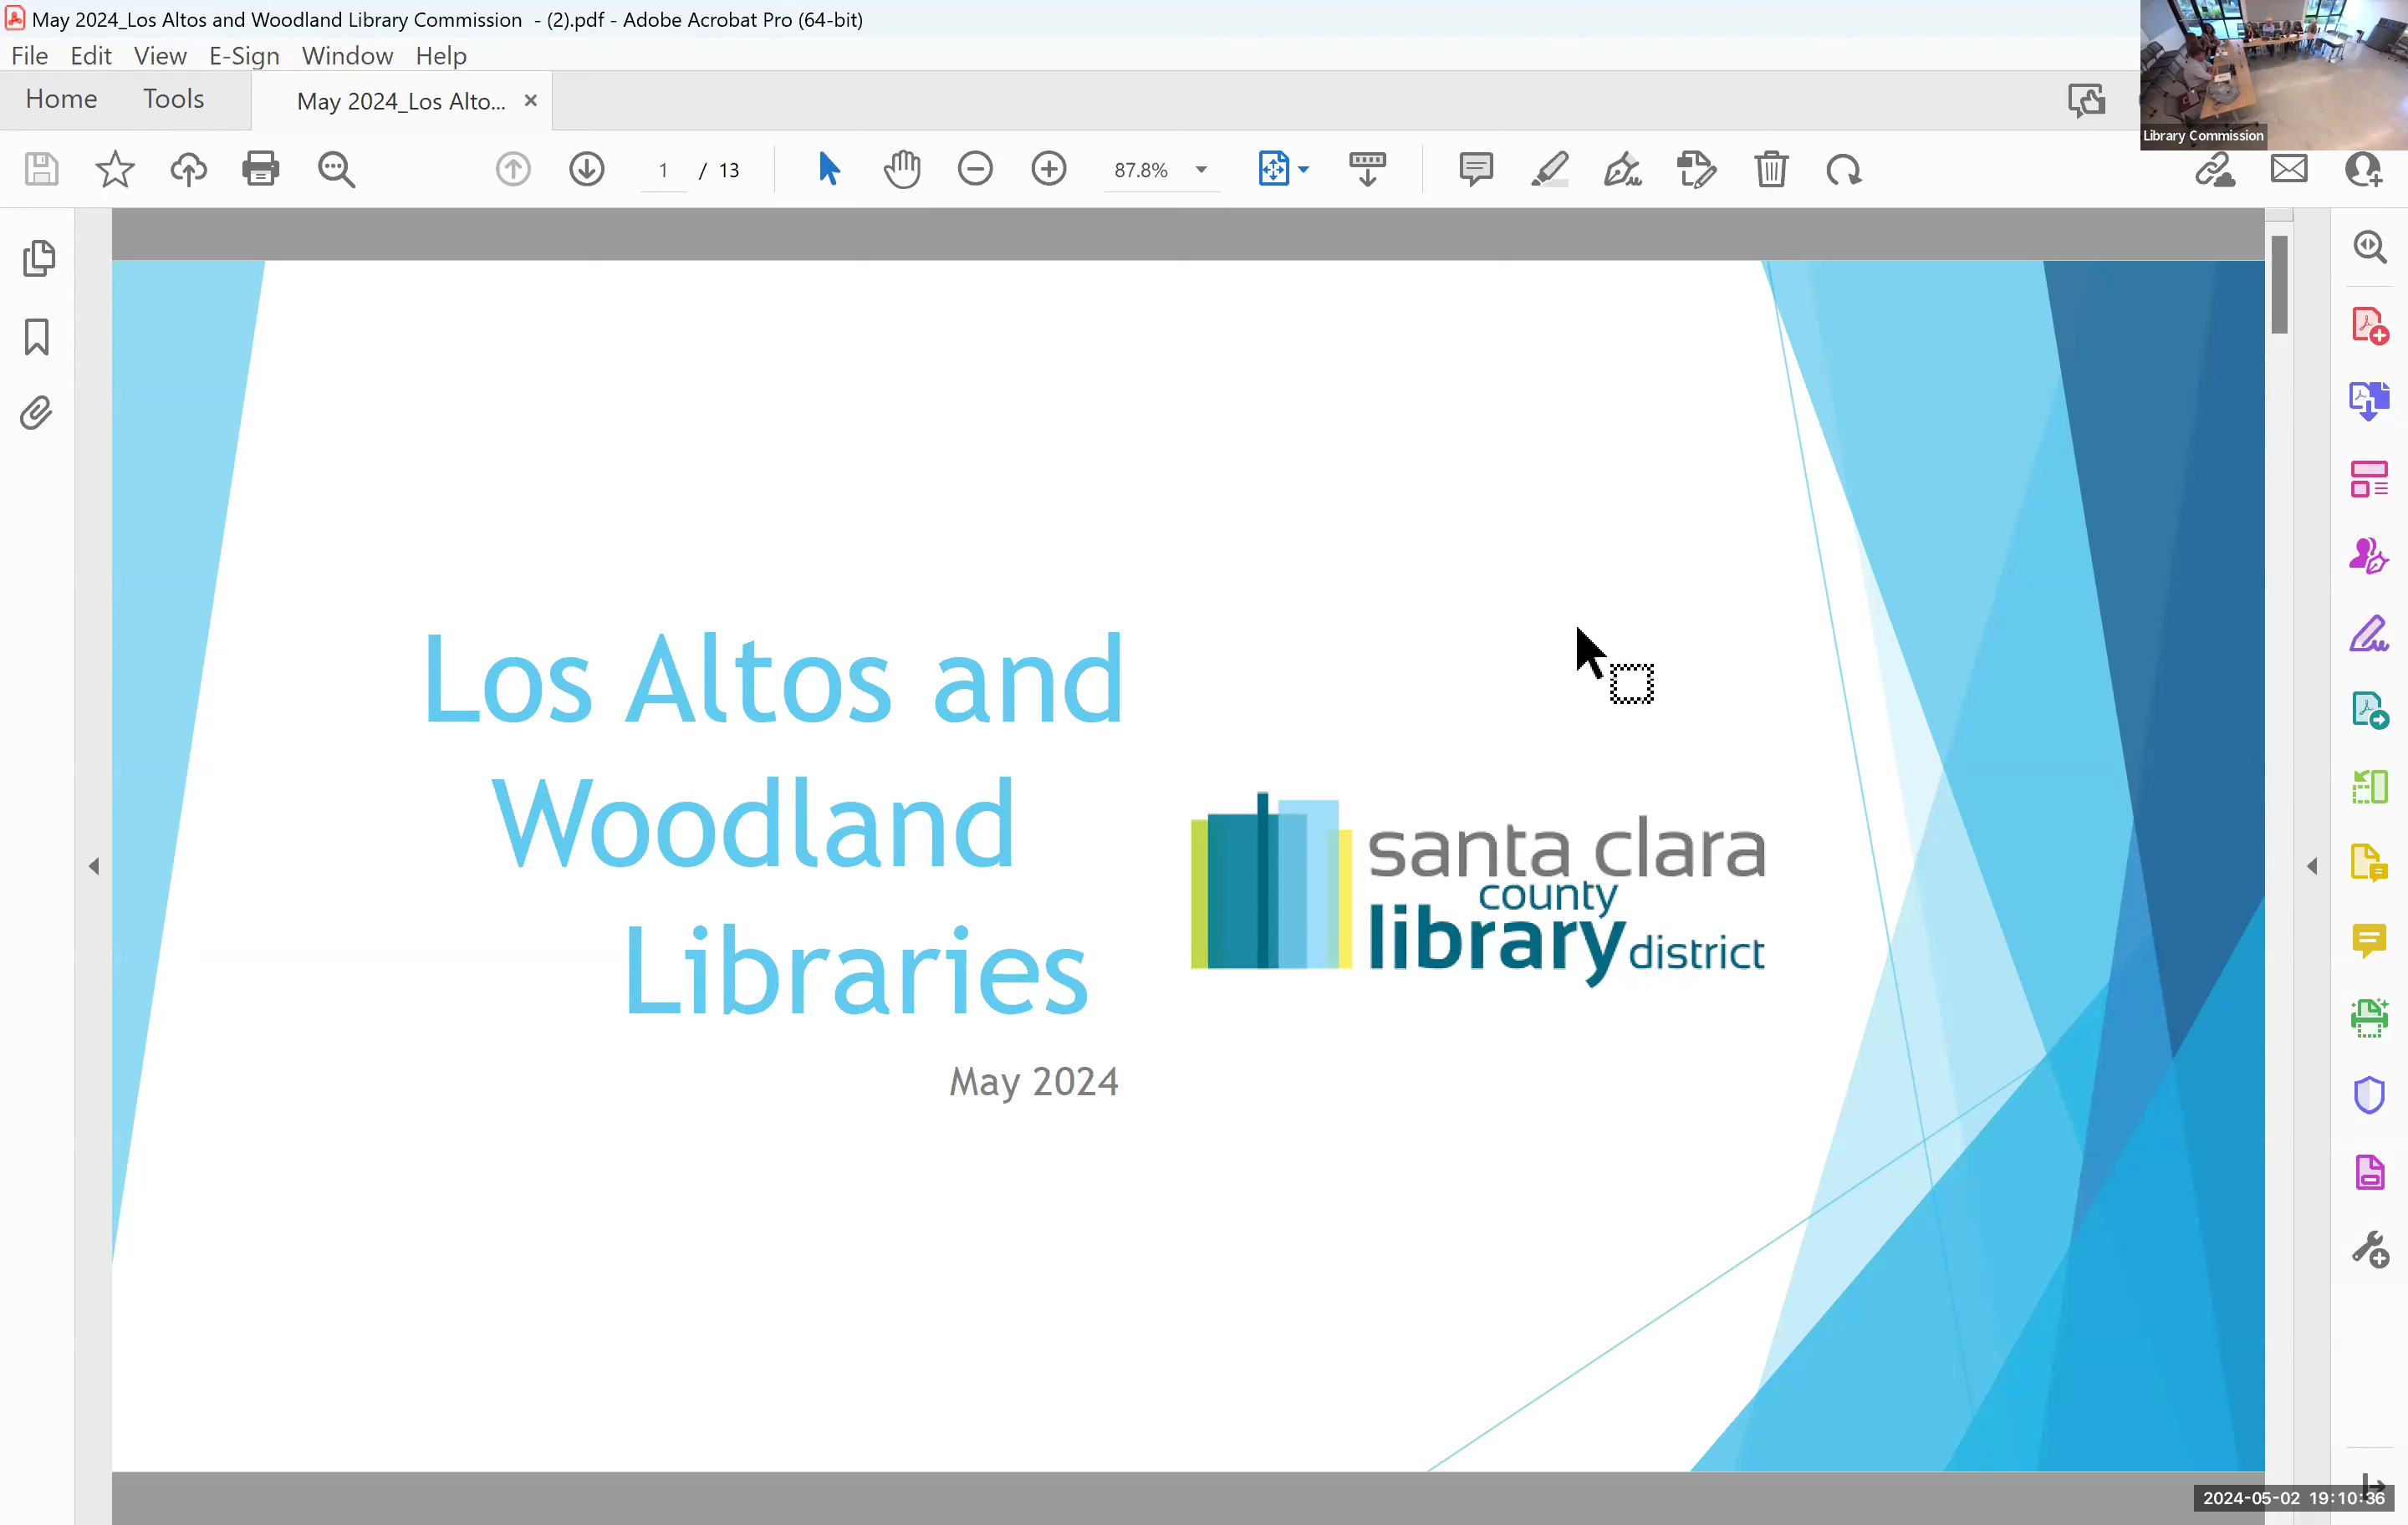 May 2024_Los Altos and Woodland Library Commission - (2).pdf - Adobe Acrobat Pro (64-bit)
File Edit View E-Sign Window Help
Home Tools May 2024_Los Alto... ×
Library Commission
1 / 13 87.8%
Los Altos and
Woodland
Libraries
May 2024
santa clara
county
library district
2024-05-02 19:10:36